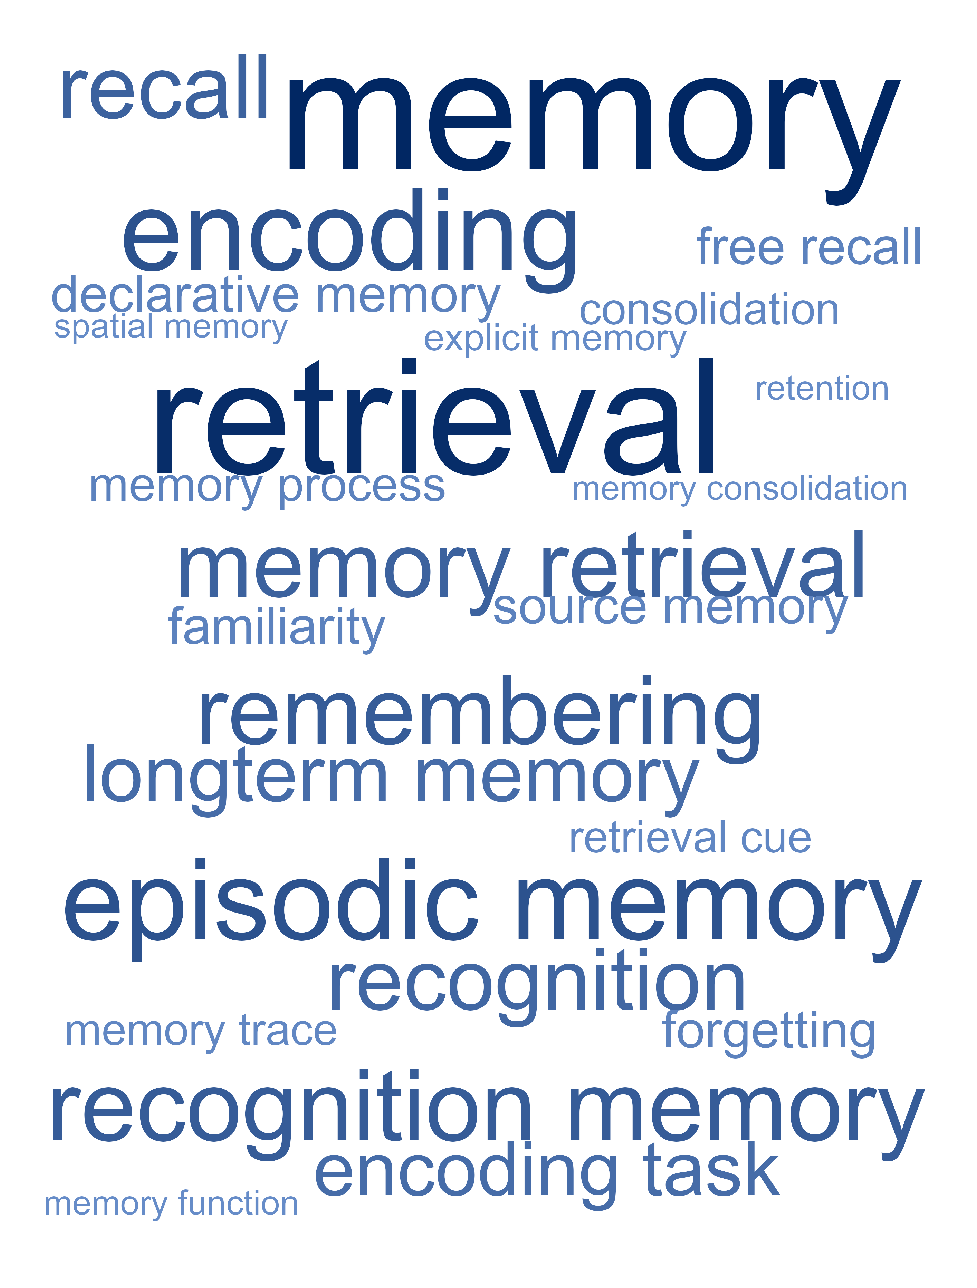 recall
memory
encoding
free recall
declarative memory
consolidation
spatial memory
explicit memory
retrieval
retention
memory process
memory consolidation
memory retrieval
source memory
familiarity
remembering
longterm memory
retrieval cue
episodic memory
recognition
memory trace
forgetting
recognition memory
encoding task
memory function